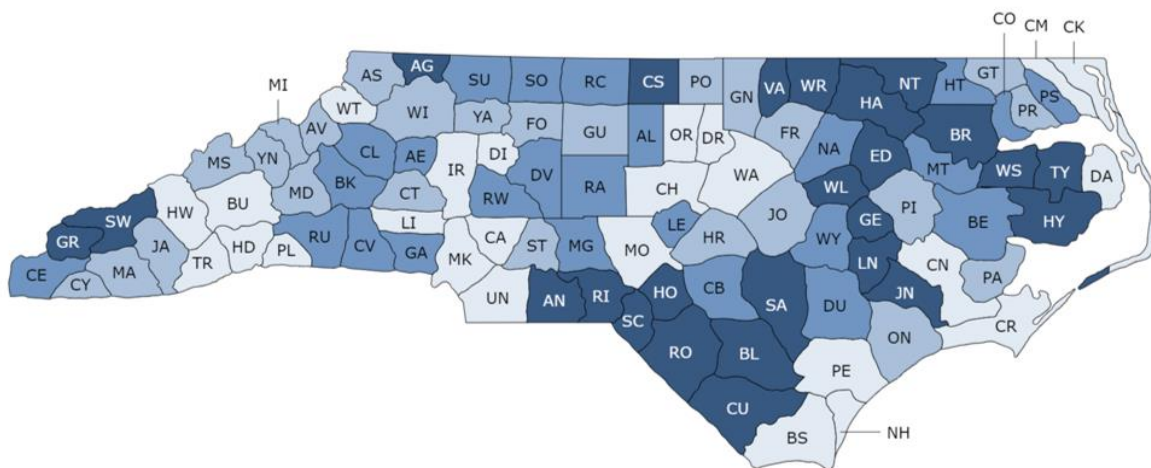 CO
CM
CK
MI
AS
AG
SU
SO
RC
CS
PO
GN
VA
WR
HA
NT
HT
GT
PR
PS
WT
WI
YA
FO
GU
AL
OR
DR
FR
NA
BR
AV
MS
YN
MD
CL
BK
AE
CT
IR
DI
DV
RW
RA
CH
WA
ED
MT
WS
TY
DA
SW
GR
HW
BU
LI
WL
GE
PI
BE
HY
CE
CY
MA
JA
TR
HD
PL
RU
CV
GA
MK
CA
ST
MG
MO
LE
HR
JO
WY
LN
CN
PA
UN
AN
RI
SC
HO
CB
SA
DU
JN
ON
CR
RO
BL
PE
CU
BS
NH